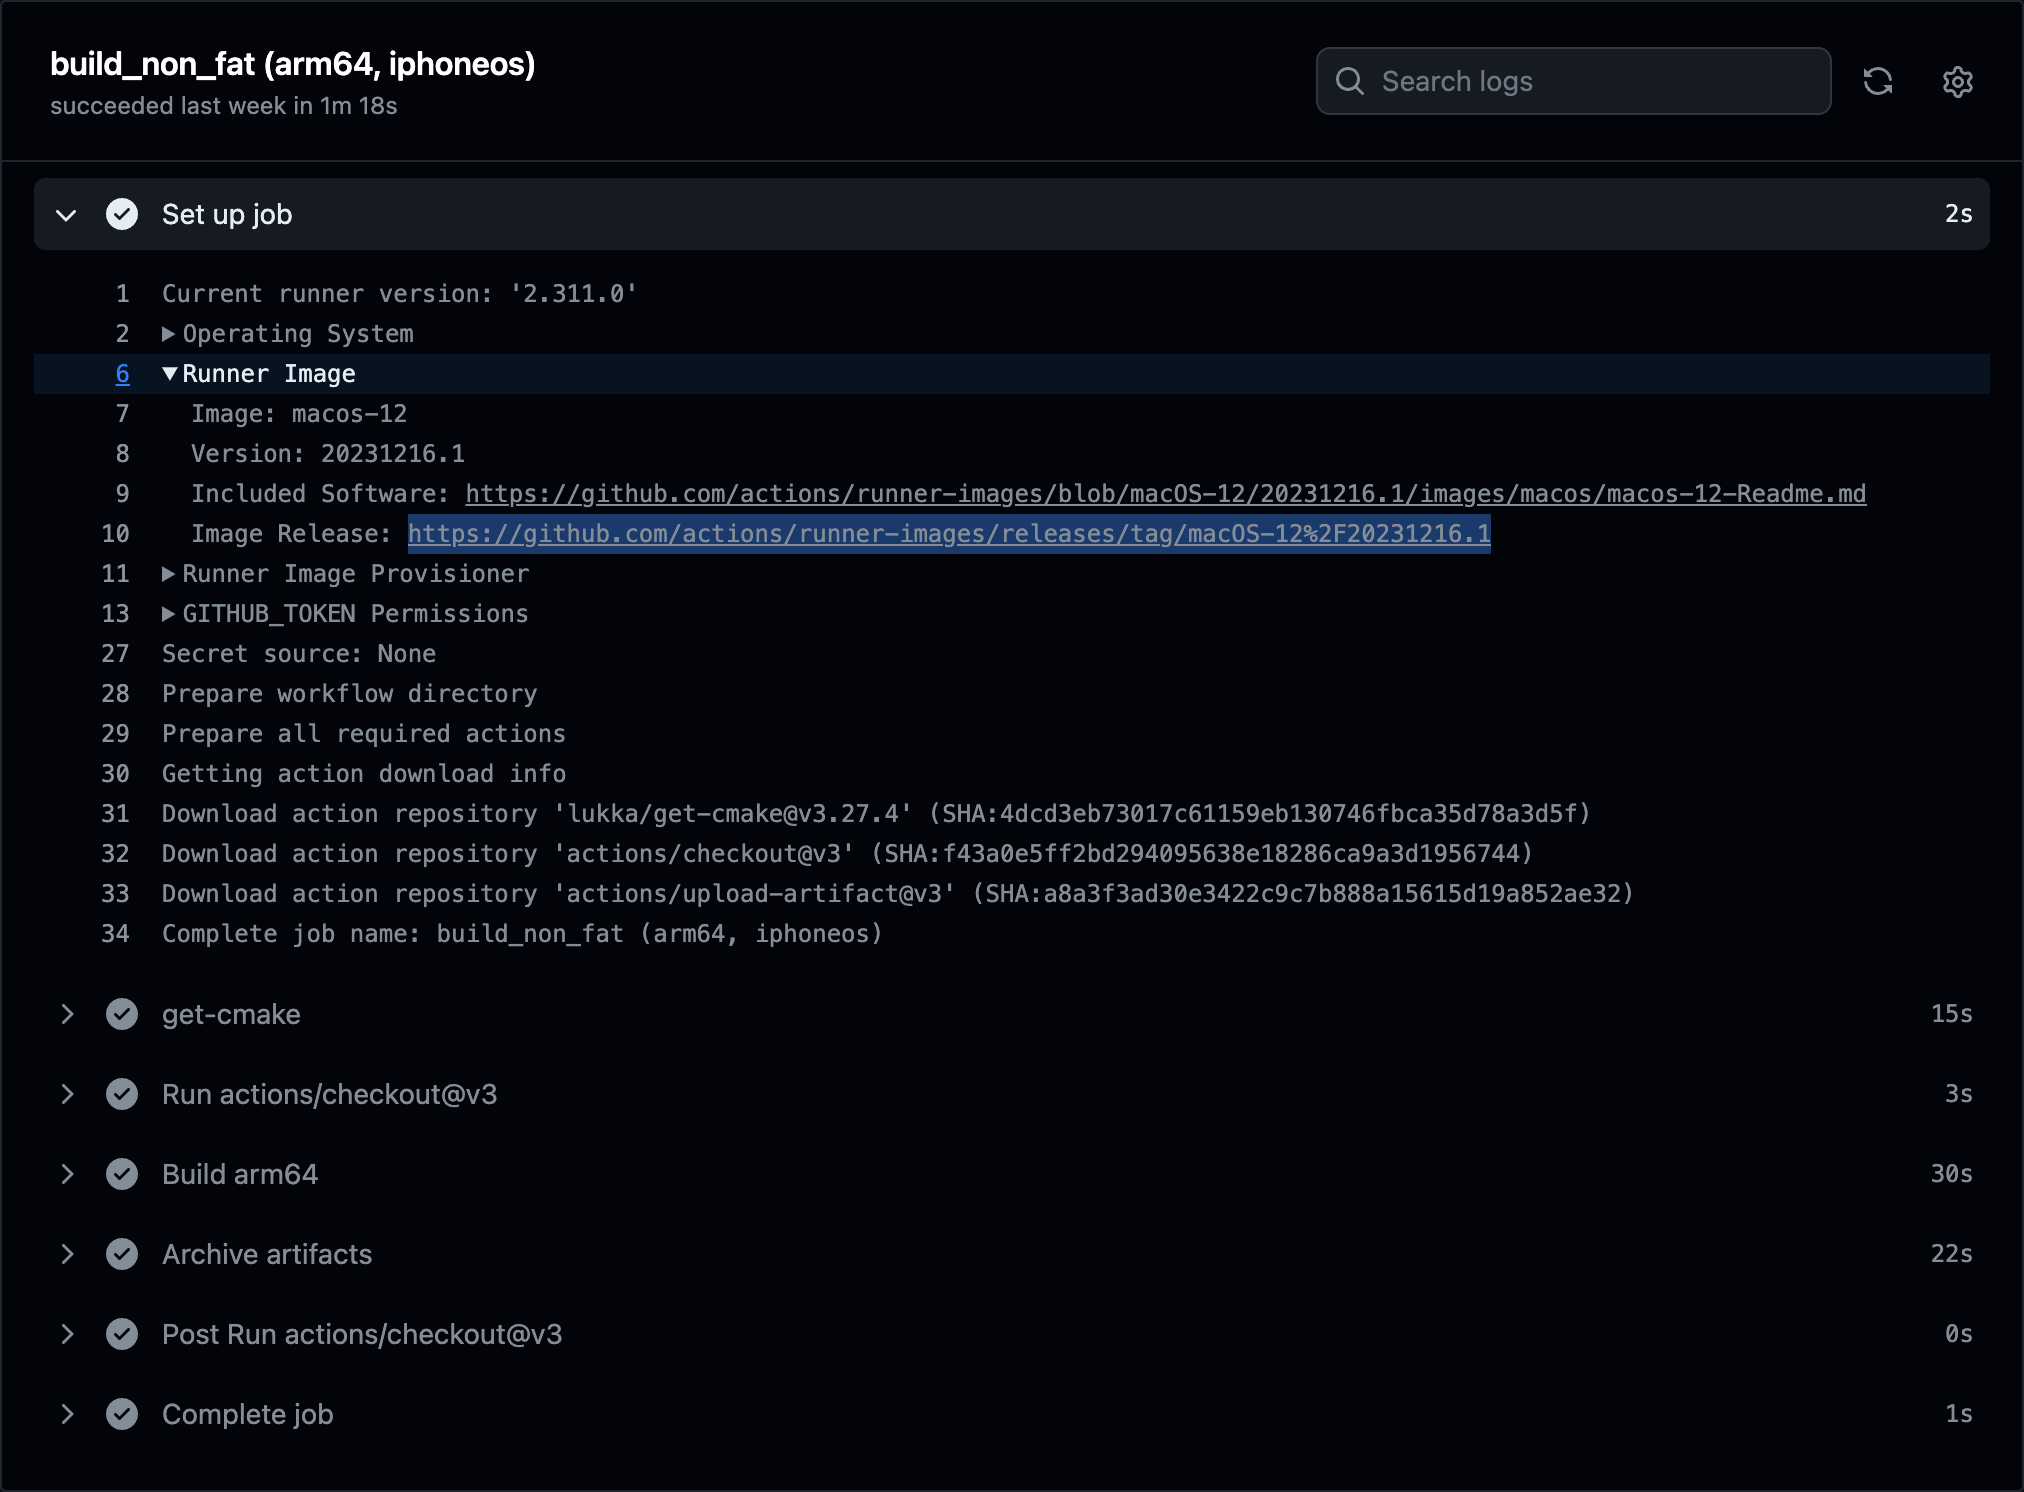 build_non_fat (arm64, iphoneos)
succeeded last week in 1m 18s
Search logs
Set up job 2s
1 Current runner version: '2.311.0'
2 Operating System
6 Runner Image
7 Image: macos-12
8 Version: 20231216.1
9 Included Software: https://github.com/actions/runner-images/blob/macOS-12/20231216.1/images/macos/macos-12-Readme.md
10 Image Release: https://github.com/actions/runner-images/releases/tag/macOS-12%2F20231216.1
11 Runner Image Provisioner
13 GITHUB_TOKEN Permissions
27 Secret source: None
28 Prepare workflow directory
29 Prepare all required actions
30 Getting action download info
31 Download action repository 'lukka/get-cmake@v3.27.4' (SHA:4dcd3eb73017c61159eb130746fbca35d78a3d5f)
32 Download action repository 'actions/checkout@v3' (SHA:f43a0e5ff2bd294095638e18286ca9a3d1956744)
33 Download action repository 'actions/upload-artifact@v3' (SHA:a8a3f3ad30e3422c9c7b888a15615d19a852ae32)
34 Complete job name: build_non_fat (arm64, iphoneos)
get-cmake 15s
Run actions/checkout@v3 3s
Build arm64 30s
Archive artifacts 22s
Post Run actions/checkout@v3 0s
Complete job 1s